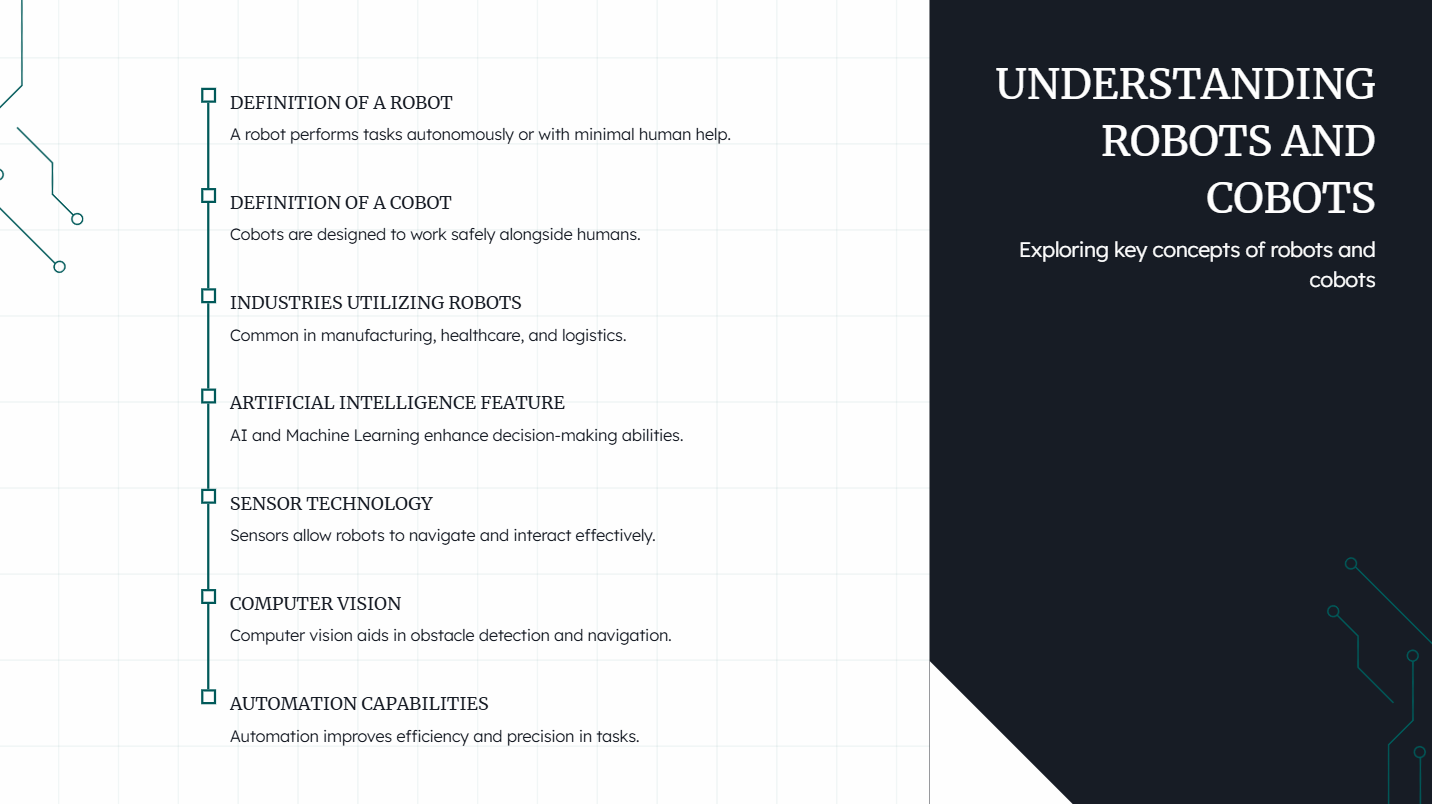 UNDERSTANDING
ROBOTS AND
COBOTS
Exploring key concepts of robots and
cobots
DEFINITION OF A ROBOT
A robot performs tasks autonomously or with minimal human help.
DEFINITION OF A COBOT
Cobots are designed to work safely alongside humans.
INDUSTRIES UTILIZING ROBOTS
Common in manufacturing, healthcare, and logistics.
ARTIFICIAL INTELLIGENCE FEATURE
AI and Machine Learning enhance decision-making abilities.
SENSOR TECHNOLOGY
Sensors allow robots to navigate and interact effectively.
COMPUTER VISION
Computer vision aids in obstacle detection and navigation.
AUTOMATION CAPABILITIES
Automation improves efficiency and precision in tasks.